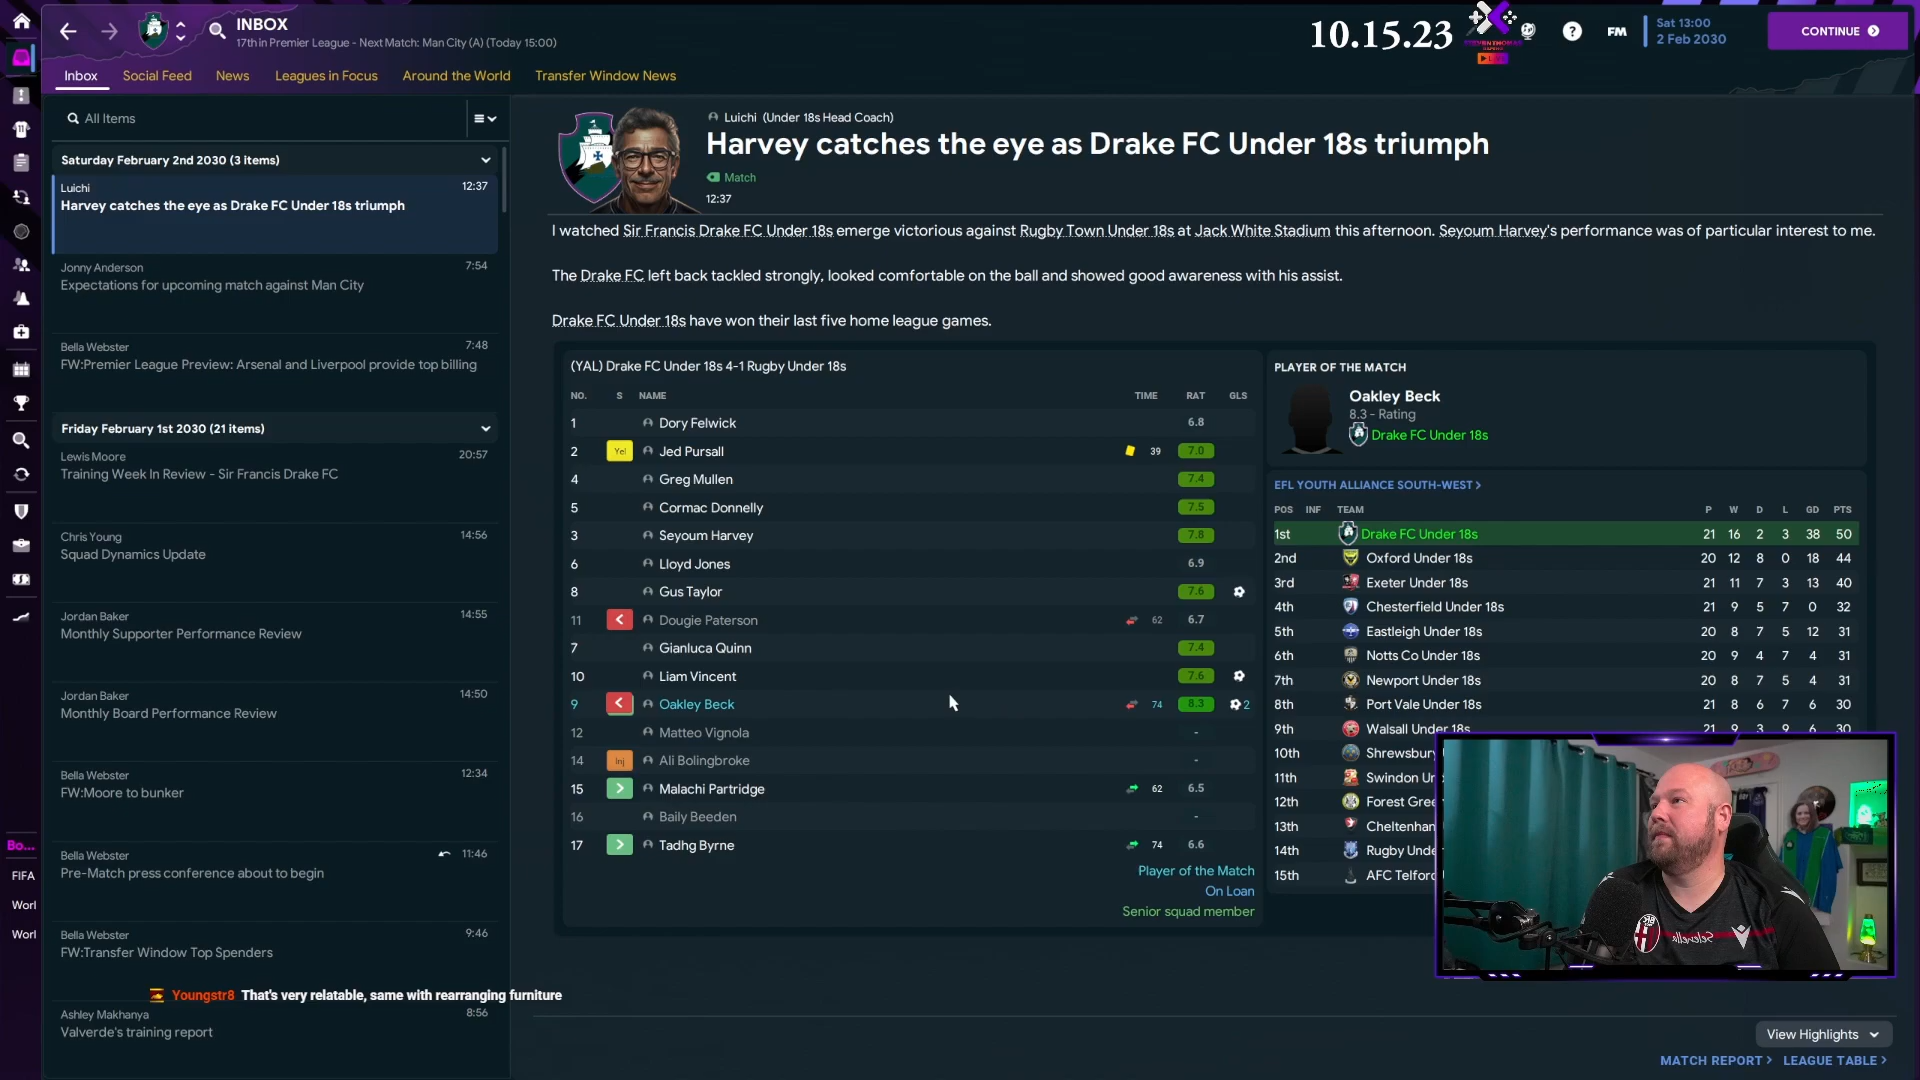 INBOX
17th in Premier League - Next Match: Man City (A) (Today 15:00)
10.15.23
FM
Sat 13:00
2 Feb 2030
CONTINUE
Inbox Social Feed News Leagues in Focus Around the World Transfer Window News
All Items
Saturday February 2nd 2030 (3 items)
Luichi 12:37
Harvey catches the eye as Drake FC Under 18s triumph
Jonny Anderson 7:54
Expectations for upcoming match against Man City
Bella Webster 7:48
FW:Premier League Preview: Arsenal and Liverpool provide top billing
Friday February 1st 2030 (21 items)
Lewis Moore 20:57
Training Week In Review - Sir Francis Drake FC
Chris Young 14:56
Squad Dynamics Update
Jordan Baker 14:55
Monthly Supporter Performance Review
Jordan Baker 14:50
Monthly Board Performance Review
Bella Webster 12:34
FW:Moore to bunker
Bella Webster 11:46
Pre-Match press conference about to begin
Bella Webster 9:46
FW:Transfer Window Top Spenders
Youngstr8 That's very relatable, same with rearranging furniture
Ashley Makhanya 8:56
Valverde's training report
Bo...
FIFA
Worl
Worl
Luichi (Under 18s Head Coach)
Harvey catches the eye as Drake FC Under 18s triumph
Match
12:37
I watched Sir Francis Drake FC Under 18s emerge victorious against Rugby Town Under 18s at Jack White Stadium this afternoon. Seyoum Harvey's performance was of particular interest to me.
The Drake FC left back tackled strongly, looked comfortable on the ball and showed good awareness with his assist.
Drake FC Under 18s have won their last five home league games.
(YAL) Drake FC Under 18s 4-1 Rugby Under 18s
NO. S NAME TIME RAT GLS
1 Dory Felwick 6.8
2 Yel Jed Pursall 39 7.0
4 Greg Mullen 7.4
5 Cormac Donnelly 7.5
3 Seyoum Harvey 7.8
6 Lloyd Jones 6.9
8 Gus Taylor 7.6
11 Dougie Paterson 62 6.7
7 Gianluca Quinn 7.4
10 Liam Vincent 7.6
9 Oakley Beck 74 8.3 2
12 Matteo Vignola -
14 Inj Ali Bolingbroke -
15 Malachi Partridge 62 6.5
16 Baily Beeden -
17 Tadhg Byrne 74 6.6
Player of the Match
On Loan
Senior squad member
PLAYER OF THE MATCH
Oakley Beck
8.3 - Rating
Drake FC Under 18s
EFL YOUTH ALLIANCE SOUTH-WEST >
POS INF TEAM P W D L GD PTS
1st Drake FC Under 18s 21 16 2 3 38 50
2nd Oxford Under 18s 20 12 8 0 18 44
3rd Exeter Under 18s 21 11 7 3 13 40
4th Chesterfield Under 18s 21 9 5 7 0 32
5th Eastleigh Under 18s 20 8 7 5 12 31
6th Notts Co Under 18s 20 9 4 7 4 31
7th Newport Under 18s 20 8 7 5 4 31
8th Port Vale Under 18s 21 8 6 7 6 30
9th Walsall Under 18s 21 9 3 9 6 30
10th Shrewsbury
11th Swindon Un
12th Forest Gree
13th Cheltenhan
14th Rugby Unde
15th AFC Telford
View Highlights
MATCH REPORT > LEAGUE TABLE >